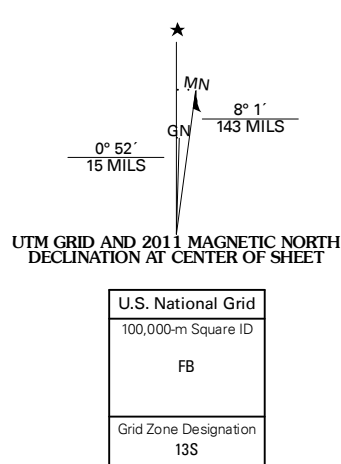 MN
8° 1´
143 MILS
GN
0° 52´
15 MILS
UTM GRID AND 2011 MAGNETIC NORTH
DECLINATION AT CENTER OF SHEET
U.S. National Grid
100,000-m Square ID
FB
Grid Zone Designation
13S